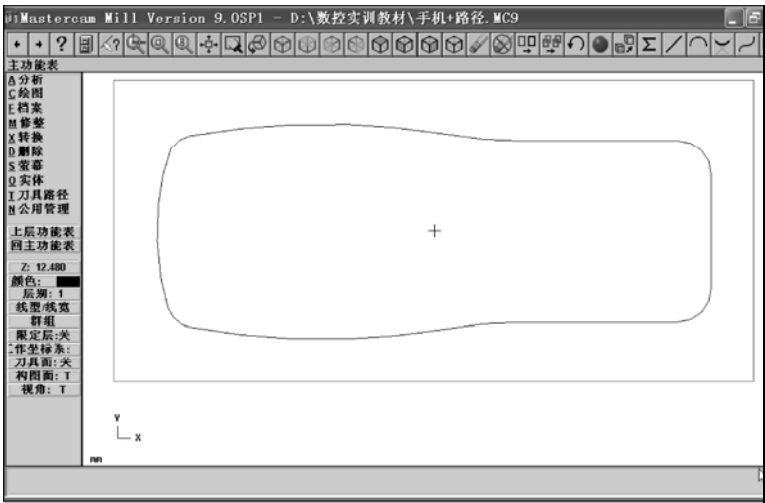 Mastercam Mill Version 9.0SP1 - D:\数控实训教材\手机+路径.MC9
主功能表
A分析
C绘图
F档案
M修整
X转换
D删除
S萤幕
O实体
T刀具路径
N公用管理
上层功能表
回主功能表
Z: 12.480
颜色:
层别: 1
线型/线宽
群组
限定层:关
工作坐标系:
刀具面:关
构图面: T
视角: T
Y
X
mm